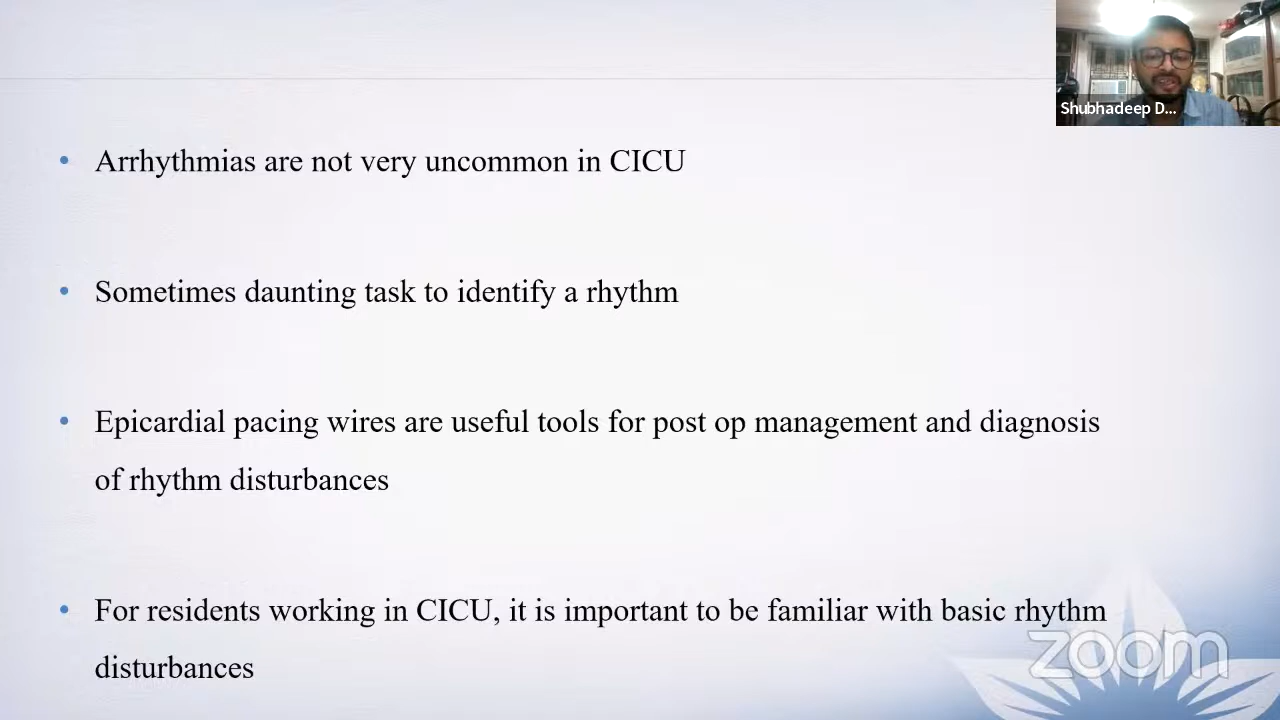 Shubhadeep D...
• Arrhythmias are not very uncommon in CICU
• Sometimes daunting task to identify a rhythm
• Epicardial pacing wires are useful tools for post op management and diagnosis
of rhythm disturbances
• For residents working in CICU, it is important to be familiar with basic rhythm
disturbances
zoom